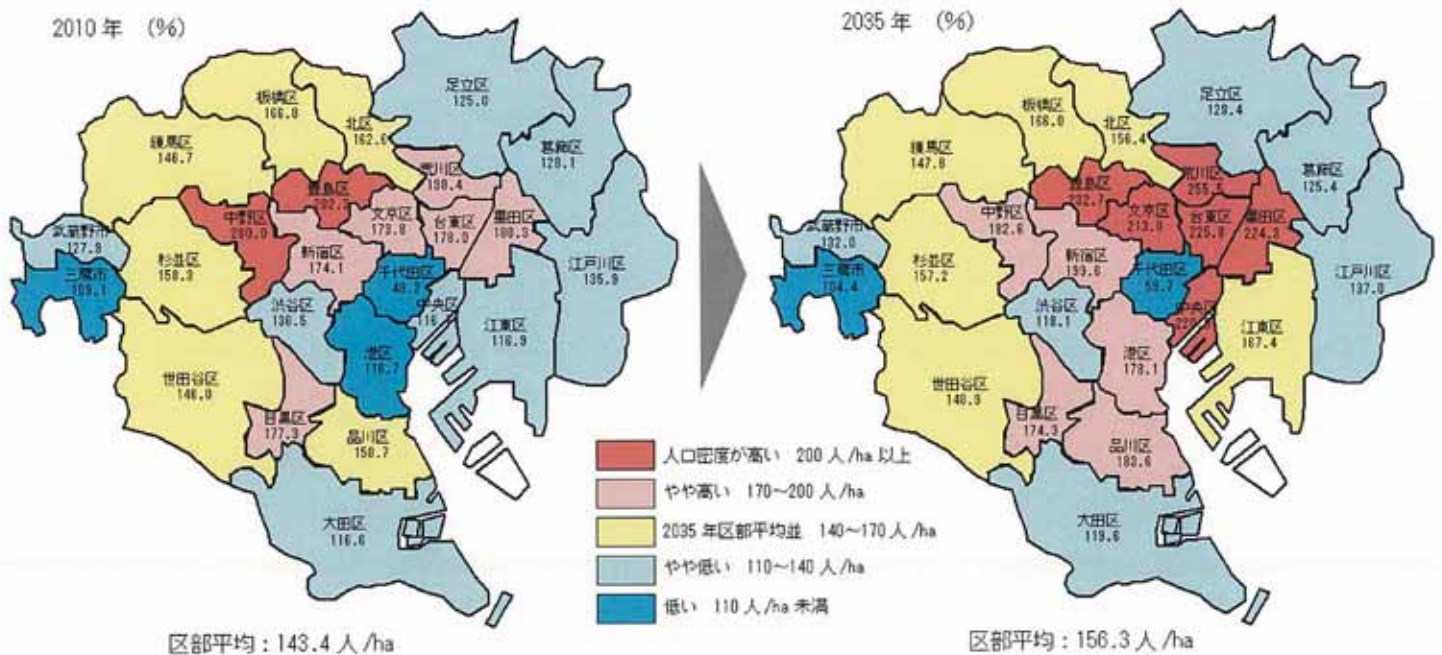 2010年 (%)
板橋区
166.8
北区
162.6
足立区
125.0
葛飾区
128.1
練馬区
146.7
荒川区
豊島区
中野区
200.0
文京区
台東区
178.0
墨田区
188.3
武蔵野市
127.9
杉並区
158.3
新宿区
174.1
千代田区
江戸川区
135.9
三鷹市
渋谷区
136.5
中央区
江東区
116.9
港区
世田谷区
146.0
目黒区
177.3
品川区
大田区
116.6
区部平均:143.4人/ha
2035年 (%)
板橋区
北区
156.4
足立区
128.4
葛飾区
125.4
練馬区
147.8
荒川区
豊島区
232.7
中野区
182.6
文京区
台東区
墨田区
224.3
武蔵野市
132.0
杉並区
157.2
新宿区
199.6
千代田区
江戸川区
137.0
三鷹市
104.4
渋谷区
118.1
中央区
江東区
167.4
港区
178.1
世田谷区
目黒区
174.3
品川区
183.6
大田区
119.6
区部平均:156.3人/ha
人口密度が高い 200人/ha以上
やや高い 170~200人/ha
2035年区部平均並 140~170人/ha
やや低い 110~140人/ha
低い 110人/ha未満